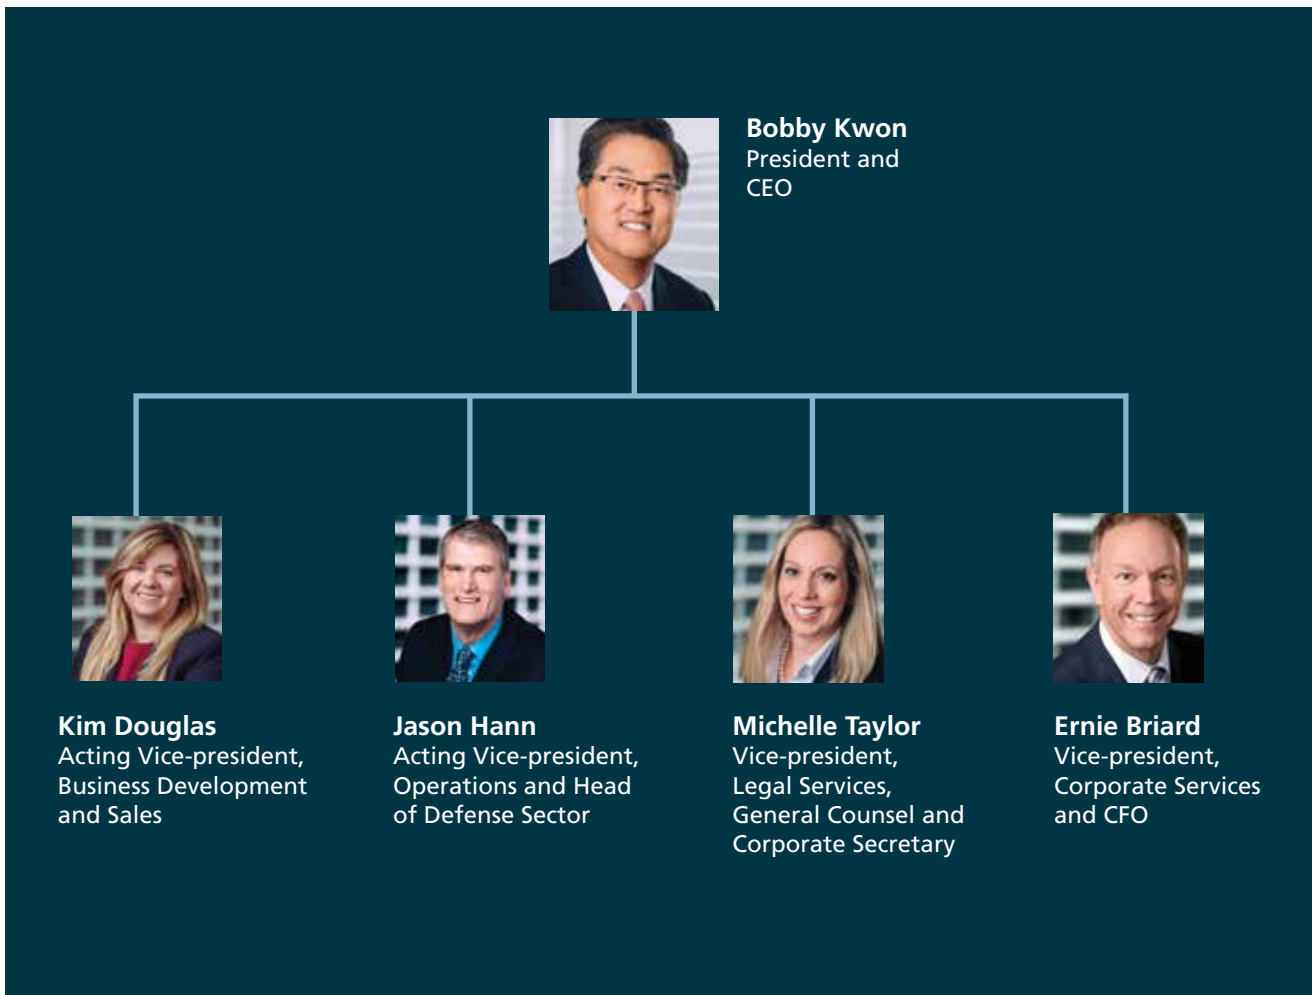 Bobby Kwon
President and
CEO
Kim Douglas
Acting Vice-president,
Business Development
and Sales
Jason Hann
Acting Vice-president,
Operations and Head
of Defense Sector
Michelle Taylor
Vice-president,
Legal Services,
General Counsel and
Corporate Secretary
Ernie Briard
Vice-president,
Corporate Services
and CFO